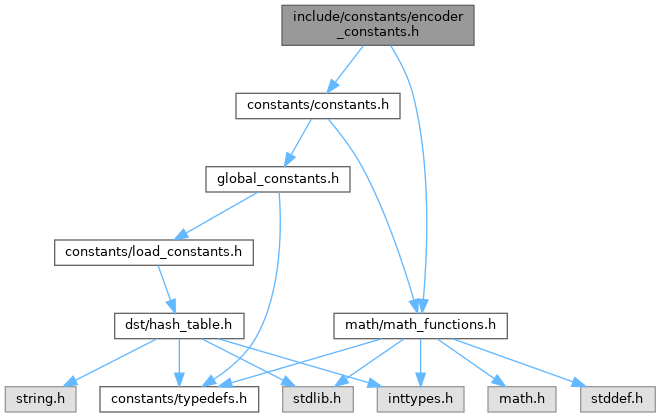 include/constants/encoder
_constants.h
constants/constants.h
global_constants.h
constants/load_constants.h
dst/hash_table.h
math/math_functions.h
string.h
constants/typedefs.h
stdlib.h
inttypes.h
math.h
stddef.h